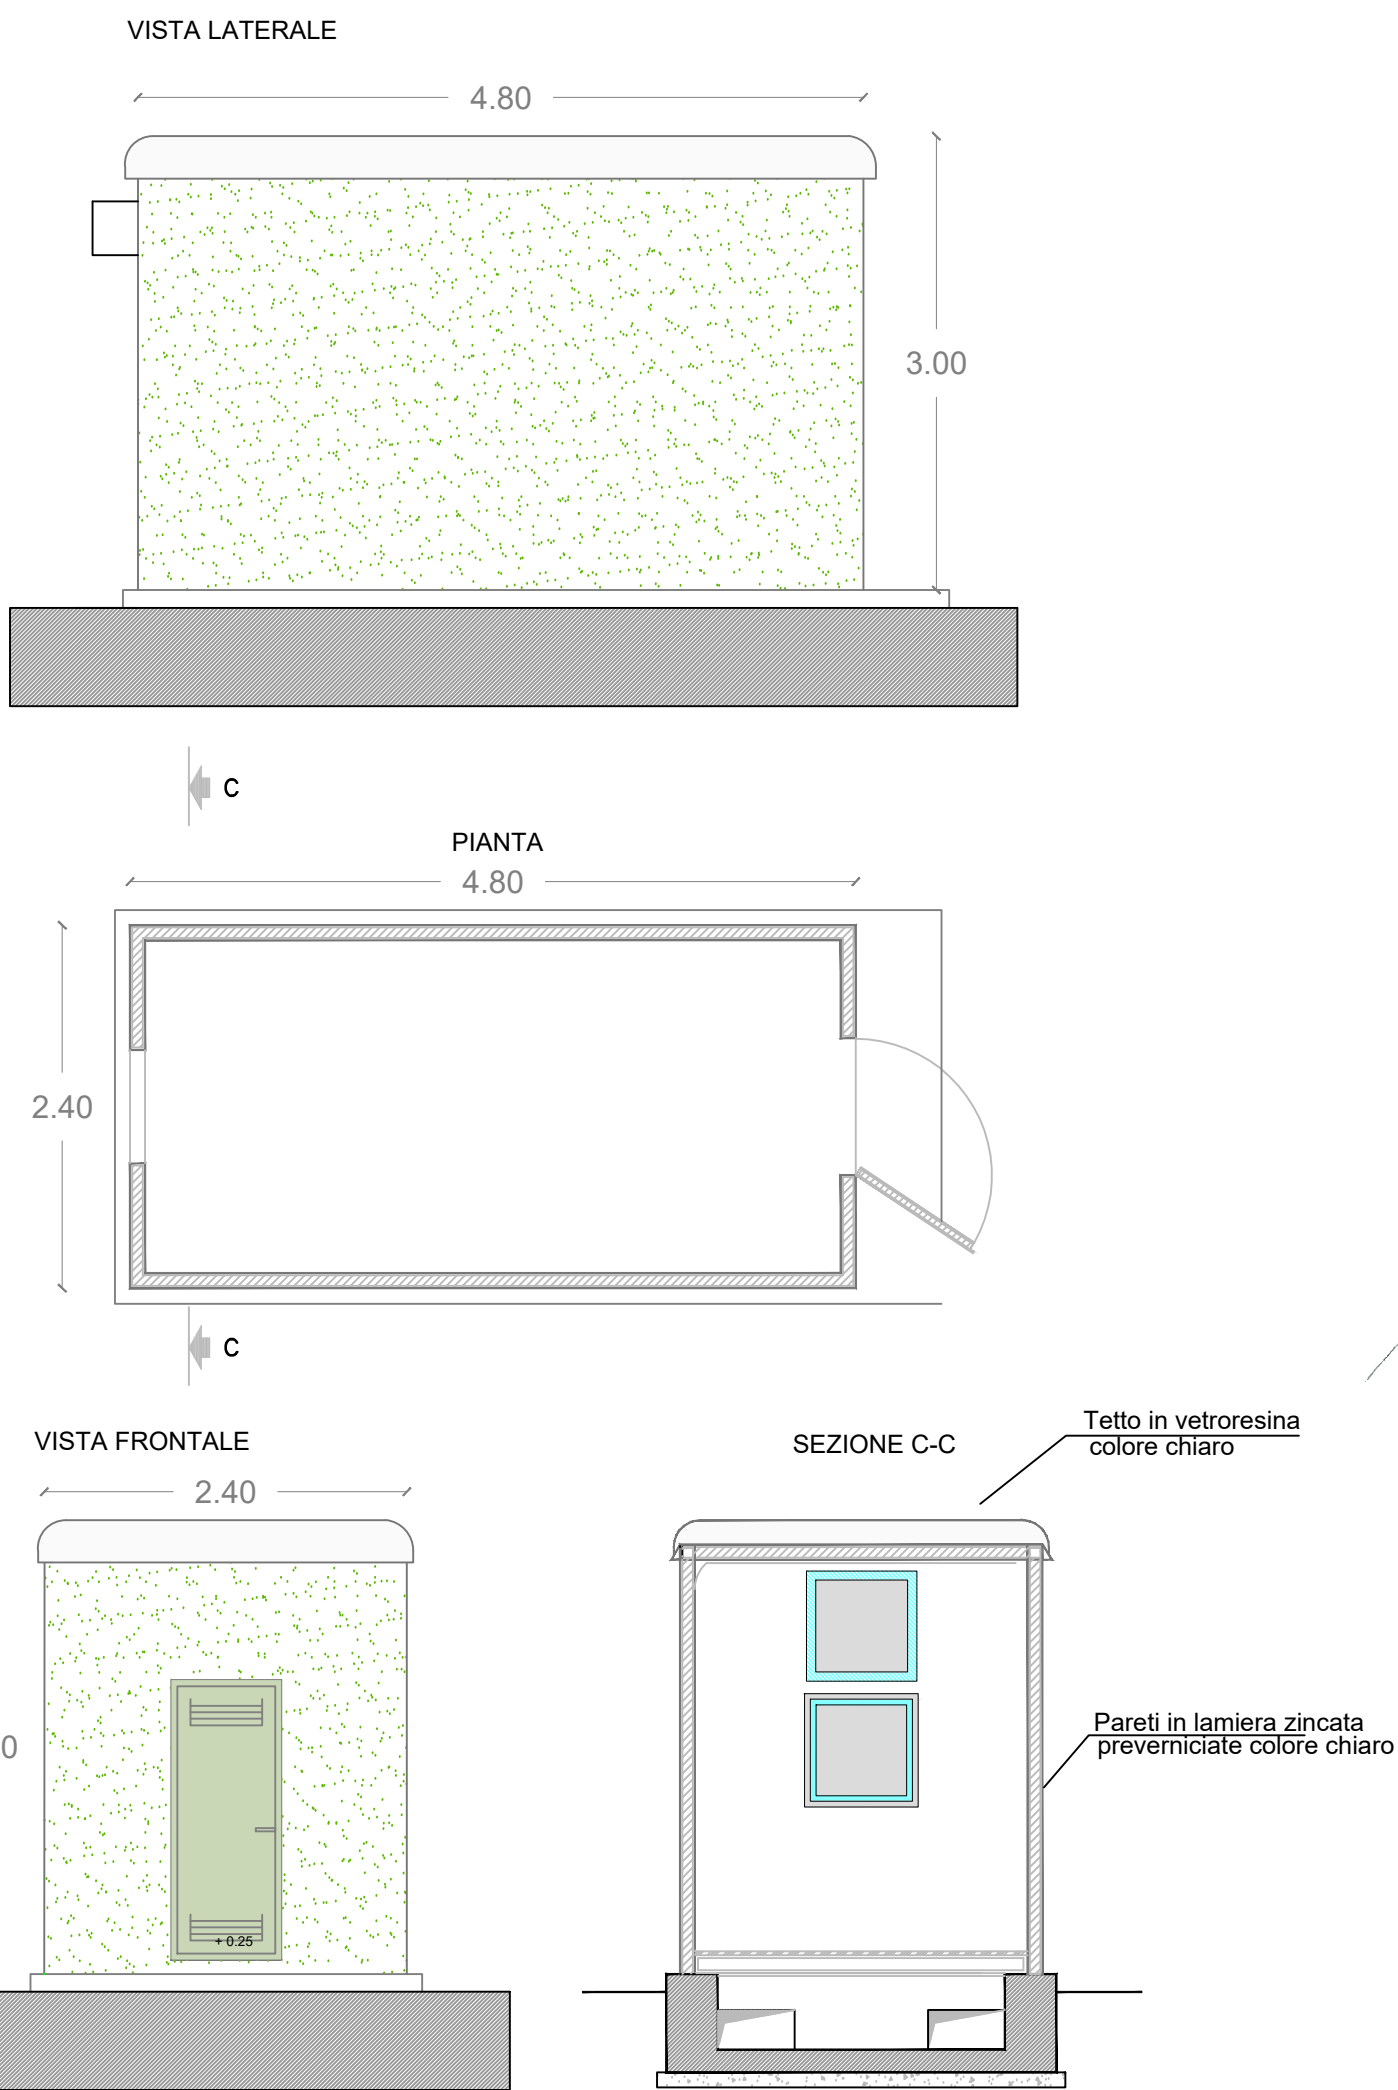 VISTA LATERALE
4.80
3.00
C
PIANTA
4.80
2.40
C
VISTA FRONTALE
SEZIONE C-C
Tetto in vetroresina
colore chiaro
2.40
0
Pareti in lamiera zincata
preverniciate colore chiaro
+ 0.25